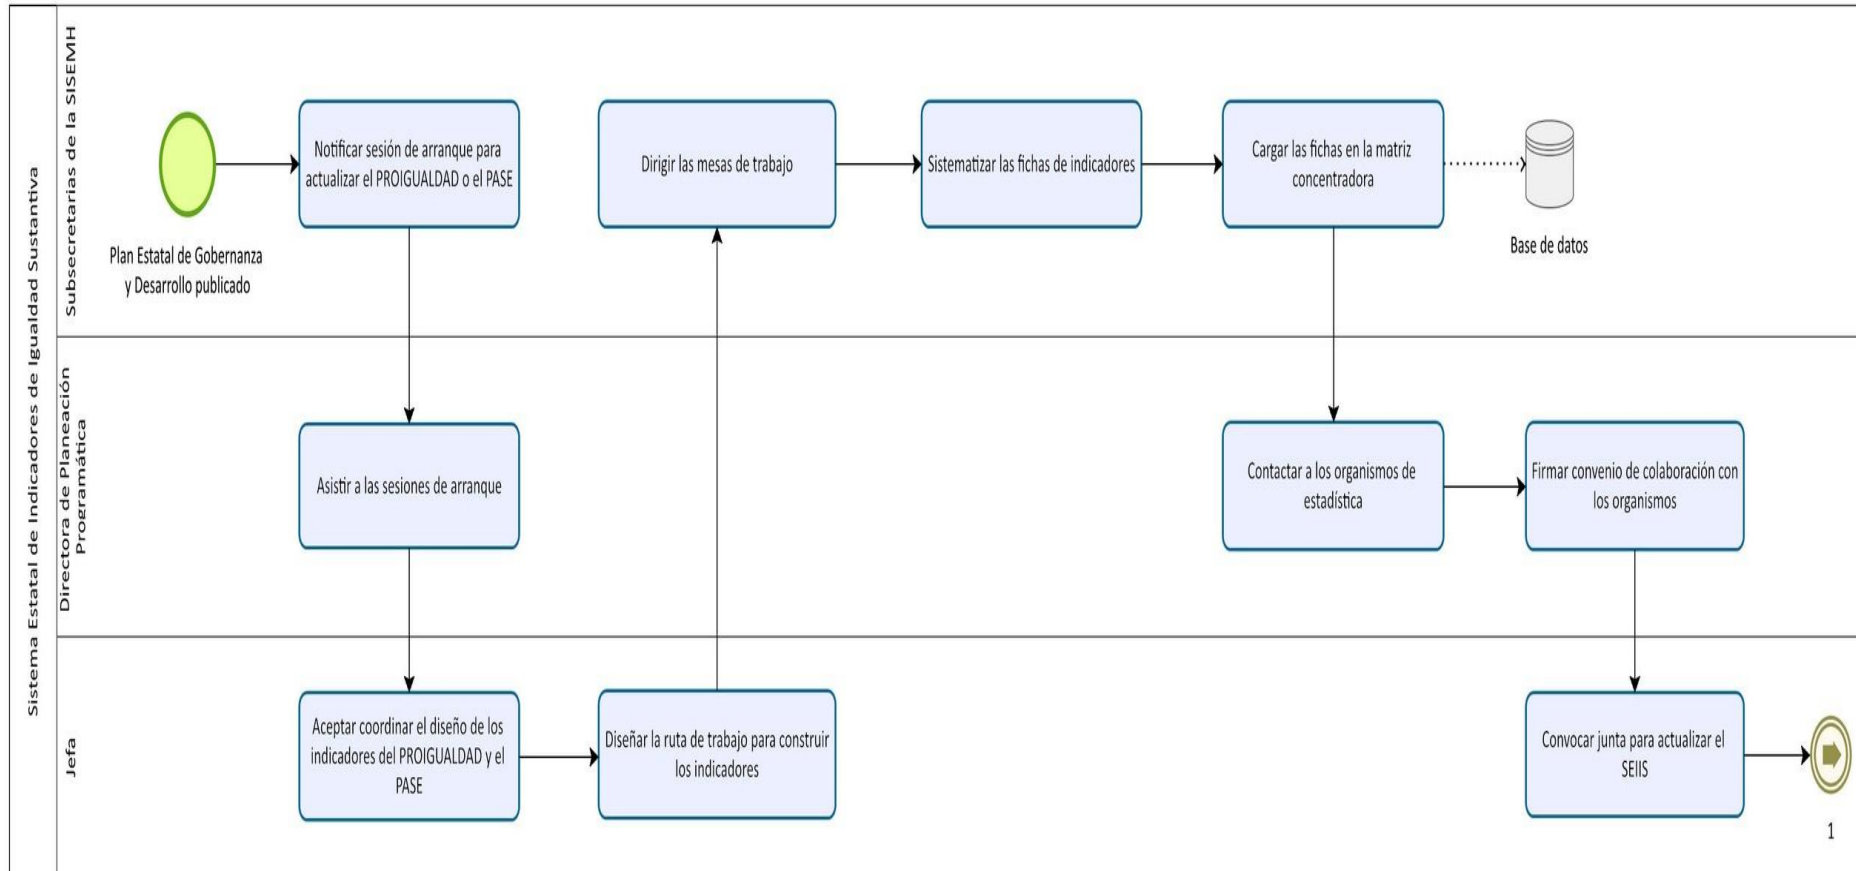 Sistema Estatal de Indicadores de Igualdad Sustantiva
Subsecretarias de la SISEMH
Plan Estatal de Gobernanza
y Desarrollo publicado
Notificar sesión de arranque para
actualizar el PROIGUALDAD o el PASE
Dirigir las mesas de trabajo
Sistematizar las fichas de indicadores
Cargar las fichas en la matriz
concentradora
Base de datos
Directora de Planeación
Programática
Asistir a las sesiones de arranque
Contactar a los organismos de
estadística
Firmar convenio de colaboración con
los organismos
Jefa
Aceptar coordinar el diseño de los
indicadores del PROIGUALDAD y el
PASE
Diseñar la ruta de trabajo para construir
los indicadores
Convocar junta para actualizar el
SEIIS
1